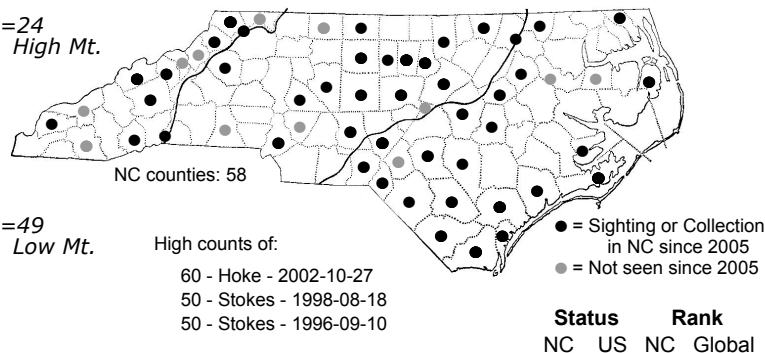 =24
High Mt.
NC counties: 58
=49
Low Mt.
High counts of:
60 - Hoke - 2002-10-27
50 - Stokes - 1998-08-18
50 - Stokes - 1996-09-10
● = Sighting or Collection
in NC since 2005
● = Not seen since 2005
Status Rank
NC US NC Global